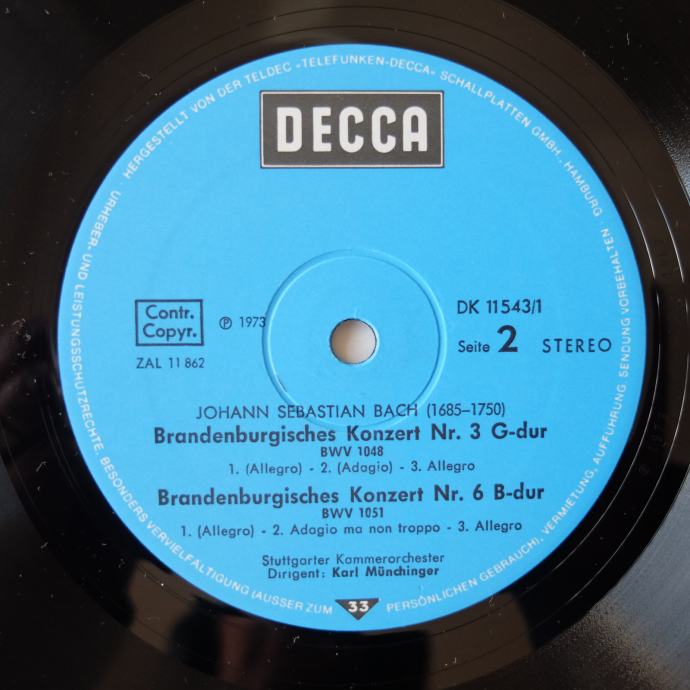 HERGESTELLT VON DER TELDEC »TELEFUNKEN-DECCA« SCHALLPLATTEN GMBH · HAMBURG ·
URHEBER- UND LEISTUNGSSCHUTZRECHTE, BESONDERS VERVIELFÄLTIGUNG (AUSSER ZUM PERSÖNLICHEN GEBRAUCH), VERMIETUNG, AUFFÜHRUNG, SENDUNG VORBEHALTEN
DECCA
Contr. Copyr.
℗ 1973
DK 11543/1
ZAL 11 862
Seite 2 STEREO
JOHANN SEBASTIAN BACH (1685–1750)
Brandenburgisches Konzert Nr. 3 G-dur
BWV 1048
1. (Allegro) - 2. (Adagio) - 3. Allegro
Brandenburgisches Konzert Nr. 6 B-dur
BWV 1051
1. (Allegro) - 2. Adagio ma non troppo - 3. Allegro
Stuttgarter Kammerorchester
Dirigent: Karl Münchinger
33